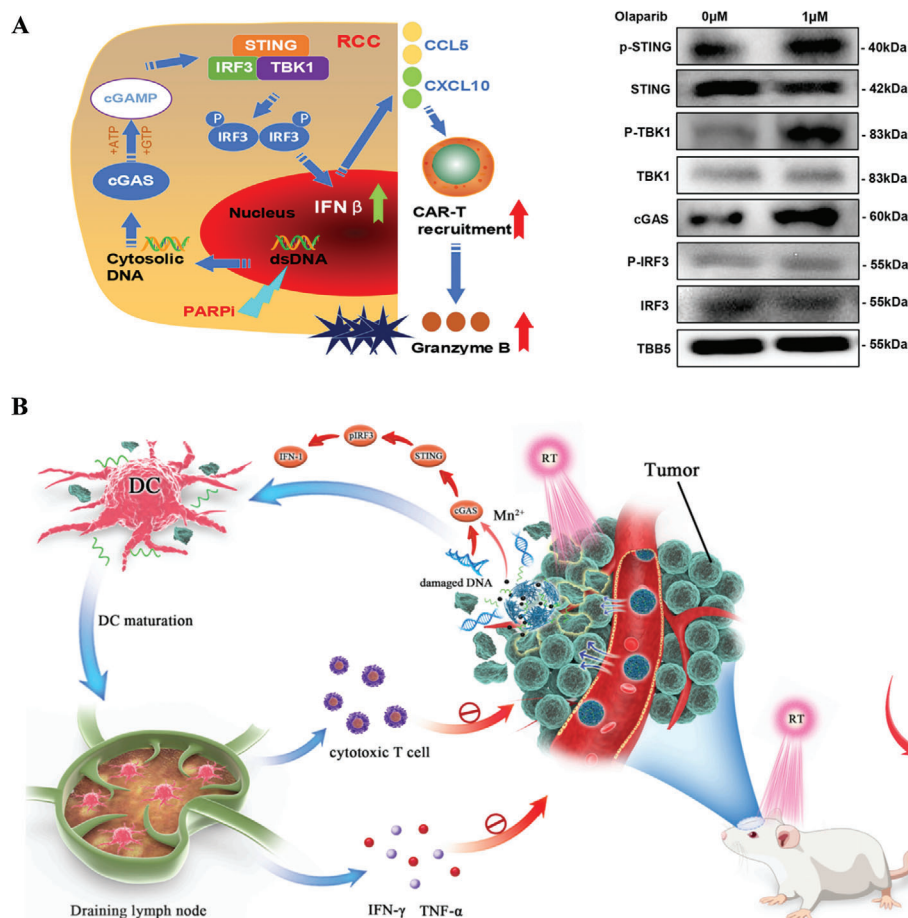 A
RCC
STING
IRF3 TBK1
cGAMP
+ATP
+GTP
cGAS
P
P
IRF3
IRF3
CCL5
CXCL10
Nucleus
IFN β
dsDNA
Cytosolic
DNA
PARPi
CAR-T
recruitment
Granzyme B
Olaparib 0μM 1μM
p-STING - 40kDa
STING - 42kDa
P-TBK1 - 83kDa
TBK1 - 83kDa
cGAS - 60kDa
P-IRF3 - 55kDa
IRF3 - 55kDa
TBB5 - 55kDa
B
DC
IFN-1
pIRF3
STING
cGAS
Mn²⁺
damaged DNA
RT
Tumor
DC maturation
cytotoxic T cell
RT
Draining lymph node
IFN-γ TNF-α